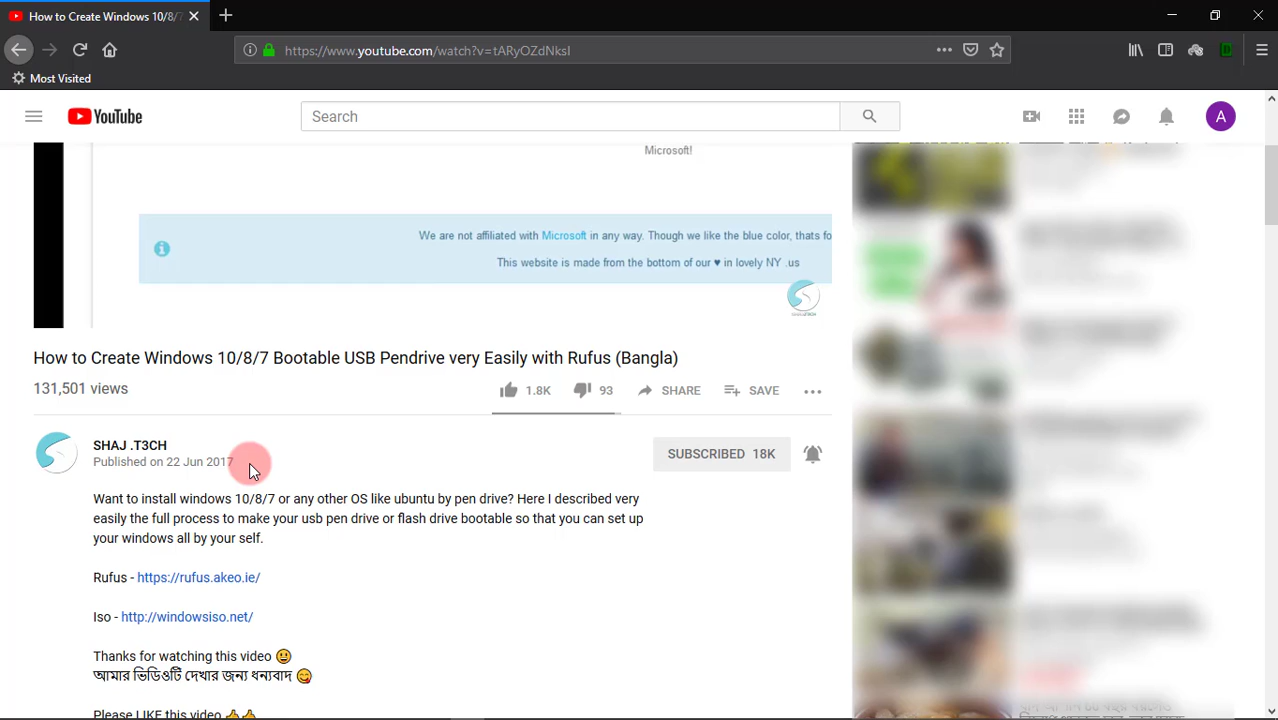 How to Create Windows 10/8/7
https://www.youtube.com/watch?v=tARyOZdNksI
Most Visited
YouTube
Search
A
Microsoft!
We are not affiliated with Microsoft in any way. Though we like the blue color, thats fo
This website is made from the bottom of our ♥ in lovely NY .us
How to Create Windows 10/8/7 Bootable USB Pendrive very Easily with Rufus (Bangla)
131,501 views
1.8K
93
SHARE
SAVE
SHAJ .T3CH
Published on 22 Jun 2017
SUBSCRIBED 18K
Want to install windows 10/8/7 or any other OS like ubuntu by pen drive? Here I described very
easily the full process to make your usb pen drive or flash drive bootable so that you can set up
your windows all by your self.
Rufus - https://rufus.akeo.ie/
Iso - http://windowsiso.net/
Thanks for watching this video 😃
আমার ভিডিওটি দেখার জন্য ধন্যবাদ 😋
Please LIKE this video 👍👍